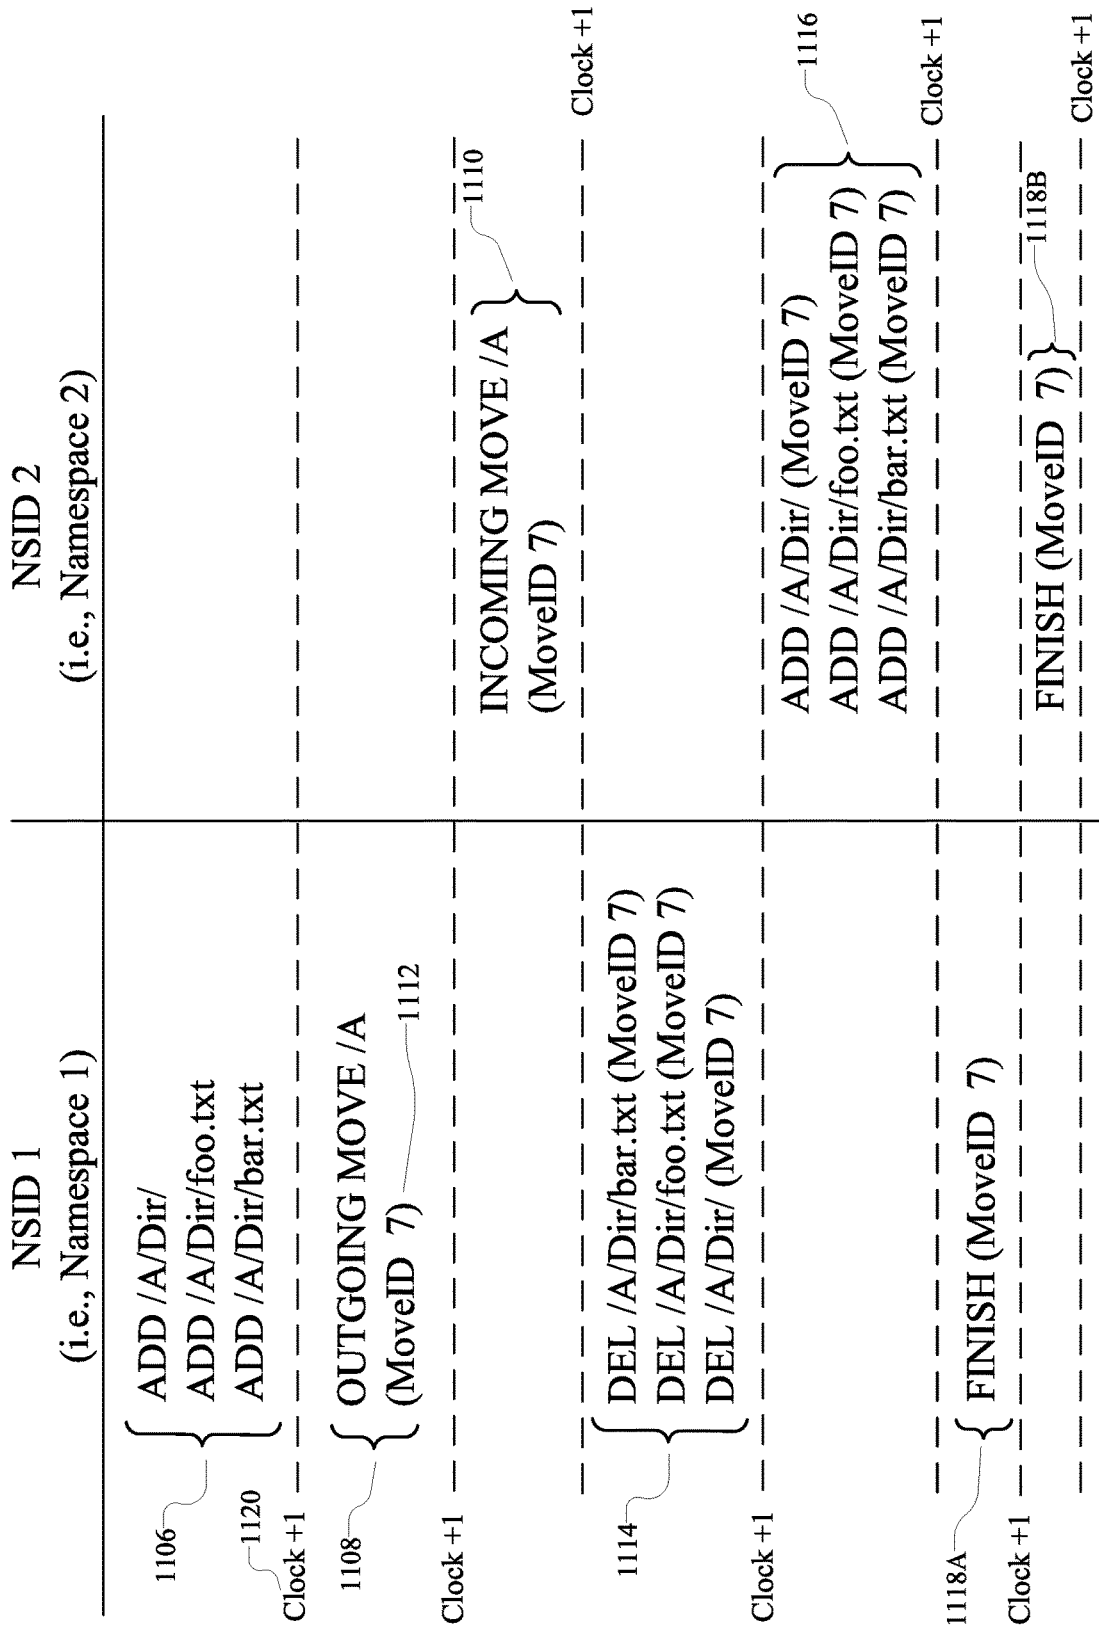 NSID 1
(i.e., Namespace 1)
NSID 2
(i.e., Namespace 2)
1106
ADD /A/Dir/
ADD /A/Dir/foo.txt
ADD /A/Dir/bar.txt
1120
Clock +1
1108
OUTGOING MOVE /A
(MoveID 7)
1112
Clock +1
INCOMING MOVE /A
(MoveID 7)
1110
Clock +1
1114
DEL /A/Dir/bar.txt (MoveID 7)
DEL /A/Dir/foo.txt (MoveID 7)
DEL /A/Dir/ (MoveID 7)
Clock +1
ADD /A/Dir/ (MoveID 7)
ADD /A/Dir/foo.txt (MoveID 7)
ADD /A/Dir/bar.txt (MoveID 7)
1116
Clock +1
1118A
FINISH (MoveID 7)
Clock +1
FINISH (MoveID 7)
1118B
Clock +1